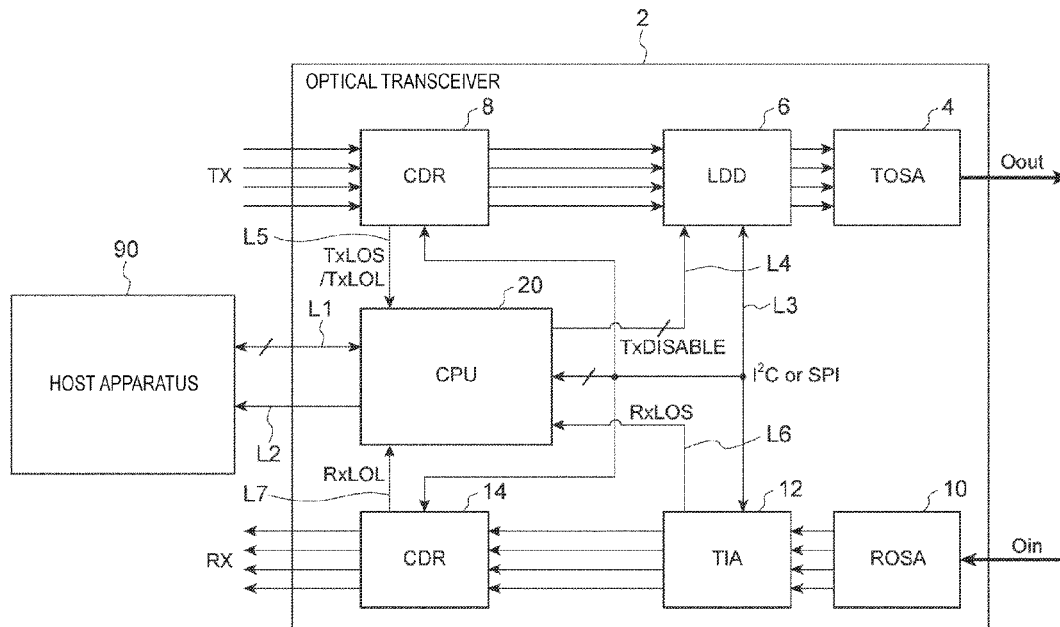 2
OPTICAL TRANSCEIVER
8
6
4
TX
CDR
LDD
TOSA
Oout
L5
TxLOS
/TxLOL
L4
90
20
L1
L3
TxDISABLE
HOST APPARATUS
CPU
I²C or SPI
RxLOS
L2
L6
RxLOL
L7
14
12
10
RX
CDR
TIA
ROSA
Oin